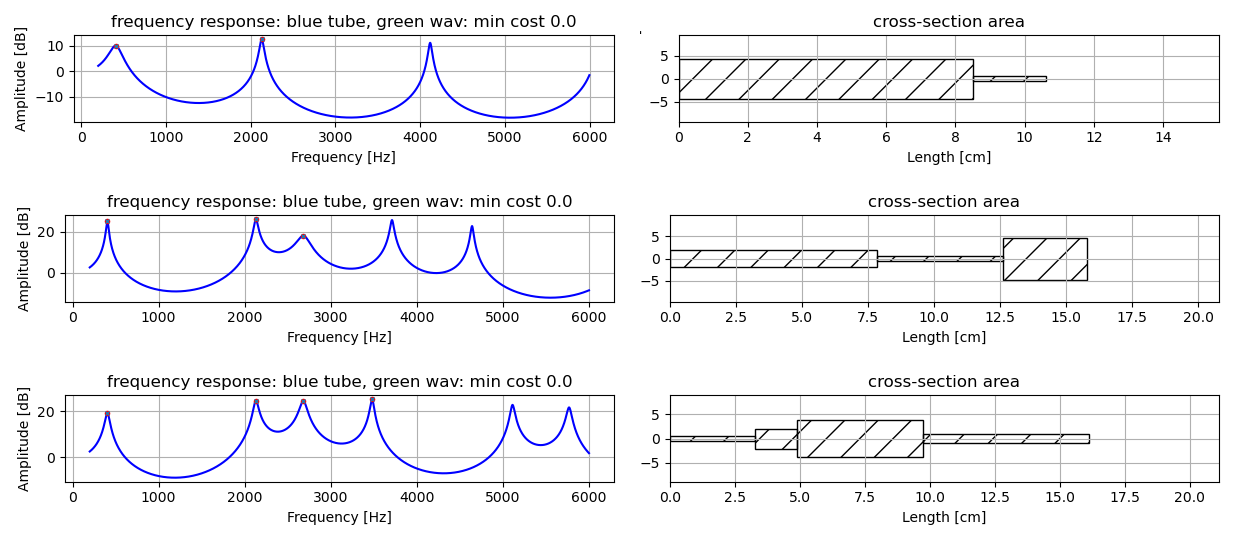 frequency response: blue tube, green wav: min cost 0.0
Amplitude [dB]
10
0
−10
0 1000 2000 3000 4000 5000 6000
Frequency [Hz]
cross-section area
5
0
−5
0 2 4 6 8 10 12 14
Length [cm]
frequency response: blue tube, green wav: min cost 0.0
Amplitude [dB]
20
0
0 1000 2000 3000 4000 5000 6000
Frequency [Hz]
cross-section area
5
0
−5
0.0 2.5 5.0 7.5 10.0 12.5 15.0 17.5 20.0
Length [cm]
frequency response: blue tube, green wav: min cost 0.0
Amplitude [dB]
20
0
0 1000 2000 3000 4000 5000 6000
Frequency [Hz]
cross-section area
5
0
−5
0.0 2.5 5.0 7.5 10.0 12.5 15.0 17.5 20.0
Length [cm]